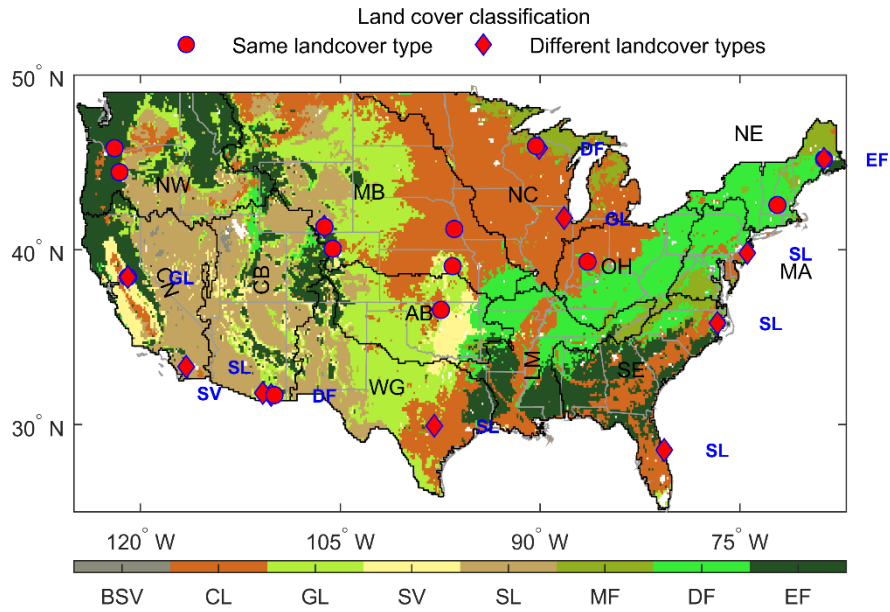 Land cover classification
Same landcover type
Different landcover types
50° N
40° N
30° N
NE
NW
MB
NC
DF
EF
GL
OH
SL
MA
CN
GL
CB
AB
SL
LM
SE
WG
SL
SV
DF
SL
SL
120° W
105° W
90° W
75° W
BSV
CL
GL
SV
SL
MF
DF
EF